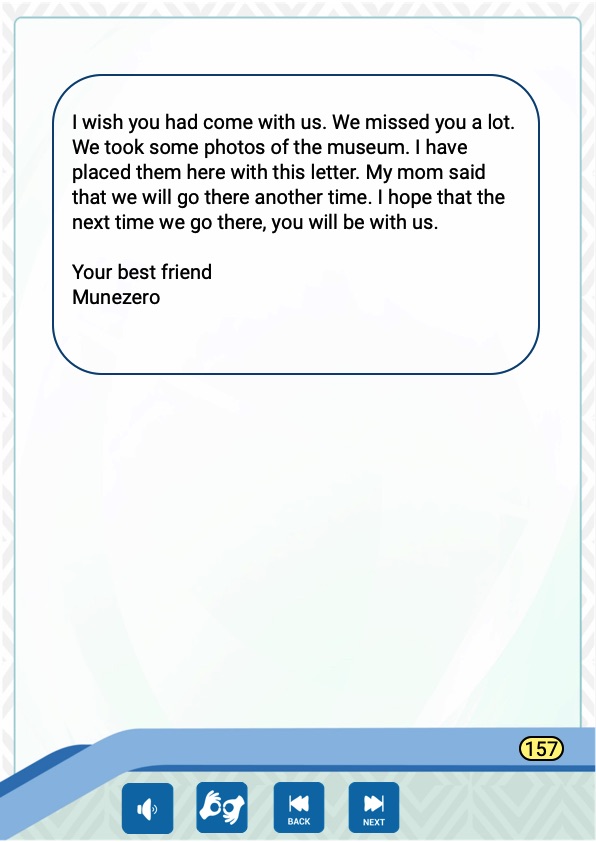 I wish you had come with us. We missed you a lot.
We took some photos of the museum. I have
placed them here with this letter. My mom said
that we will go there another time. I hope that the
next time we go there, you will be with us.
Your best friend
Munezero
157
BACK
NEXT